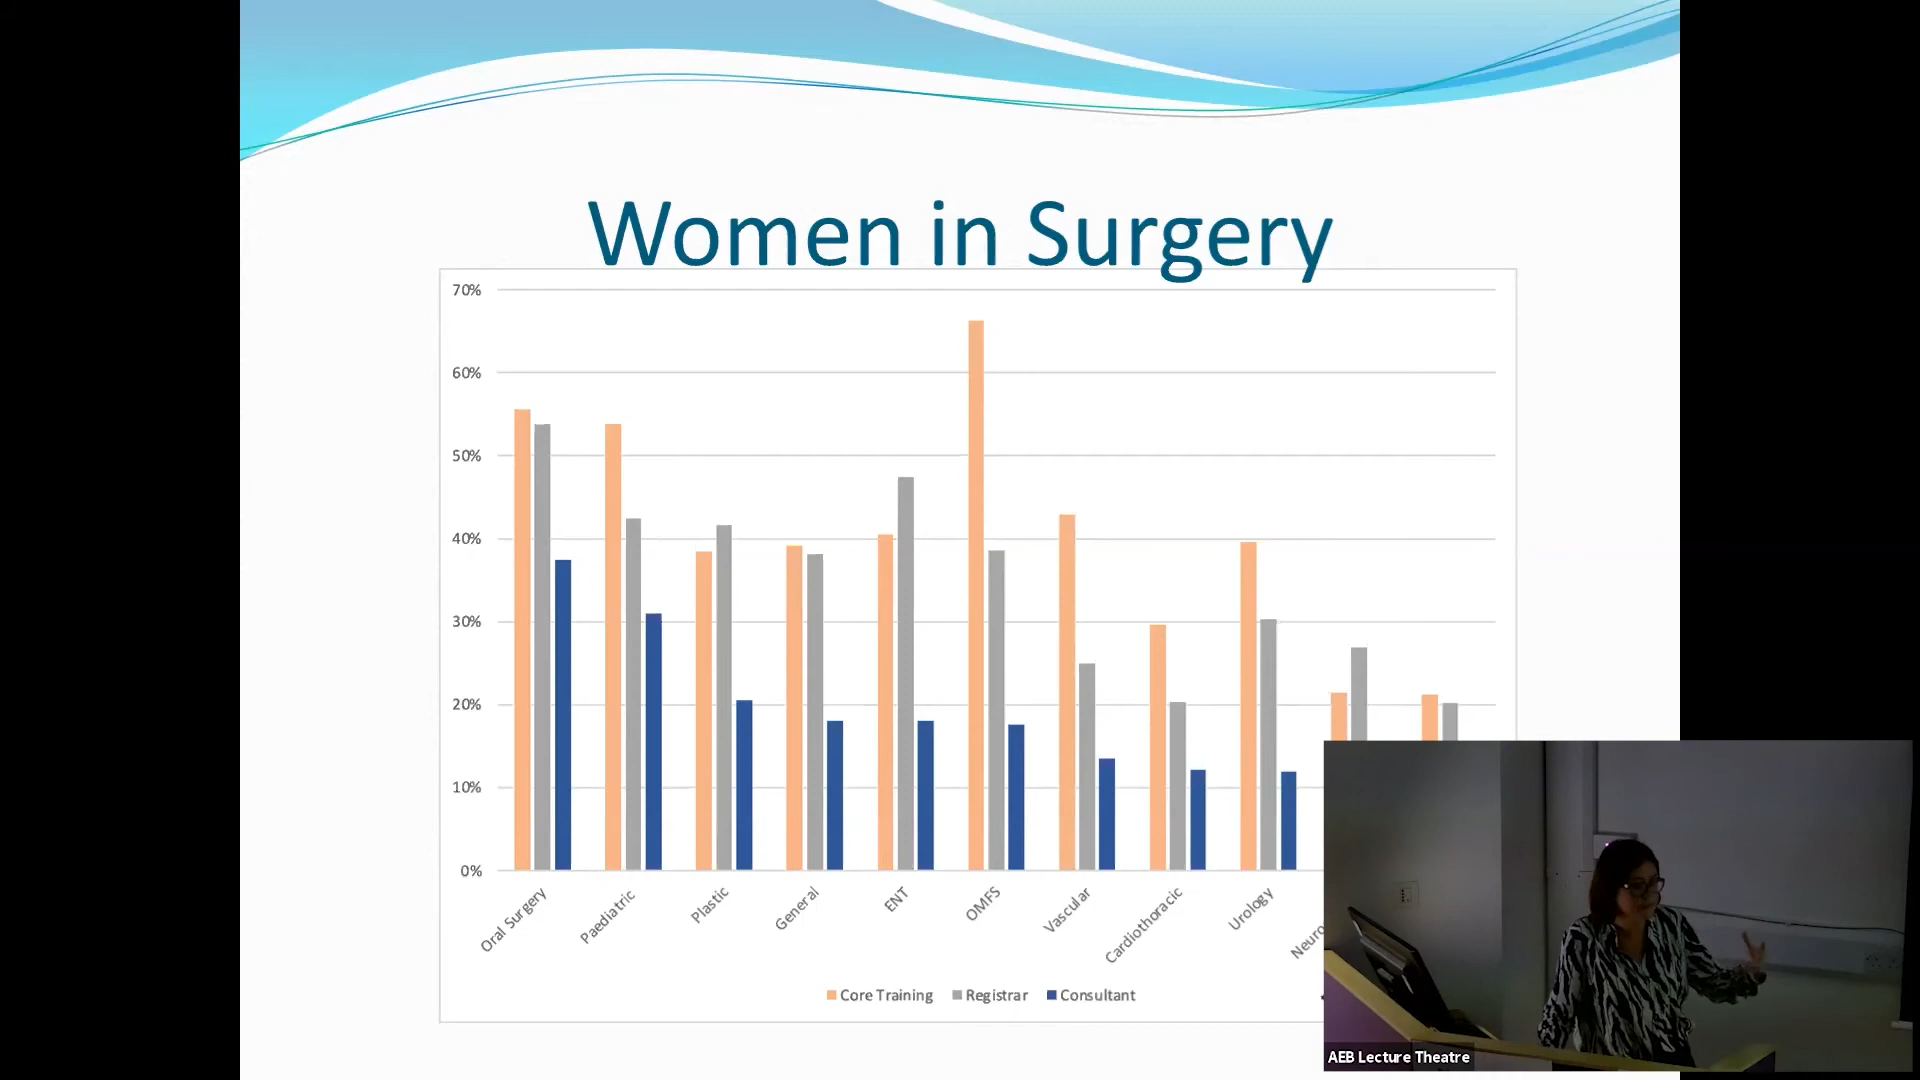 Women in Surgery
70%
60%
50%
40%
30%
20%
10%
0%
Oral Surgery
Paediatric
Plastic
General
ENT
OMFS
Vascular
Cardiothoracic
Urology
Neuro
Core Training
Registrar
Consultant
AEB Lecture Theatre